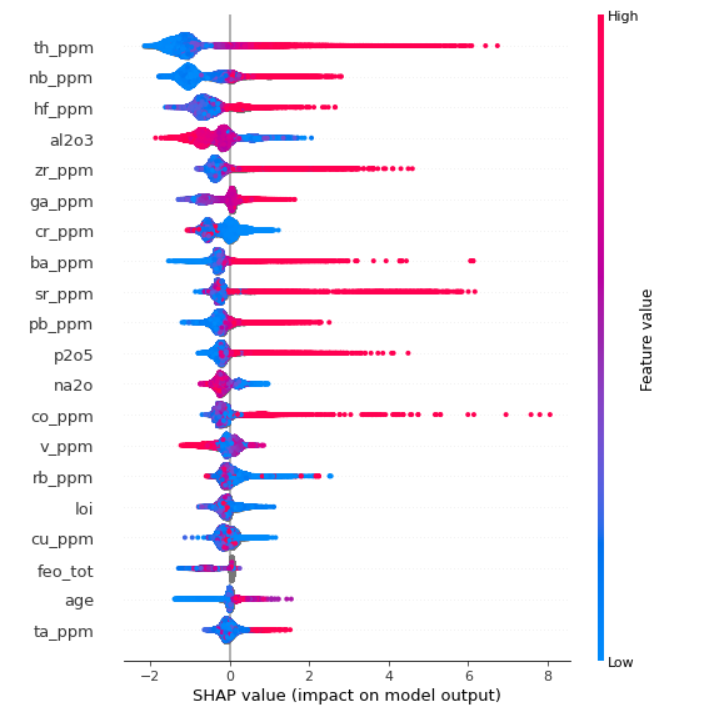 High
th_ppm
nb_ppm
hf_ppm
al2o3
zr_ppm
ga_ppm
cr_ppm
ba_ppm
sr_ppm
pb_ppm
p2o5
na2o
co_ppm
v_ppm
rb_ppm
loi
cu_ppm
feo_tot
age
ta_ppm
Feature value
Low
−2 0 2 4 6 8
SHAP value (impact on model output)